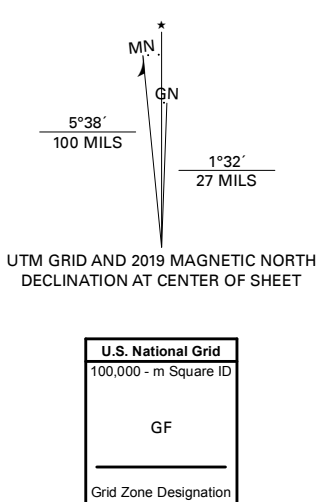 ★
MN
GN
5°38´
100 MILS
1°32´
27 MILS
UTM GRID AND 2019 MAGNETIC NORTH
DECLINATION AT CENTER OF SHEET
U.S. National Grid
100,000 - m Square ID
GF
Grid Zone Designation